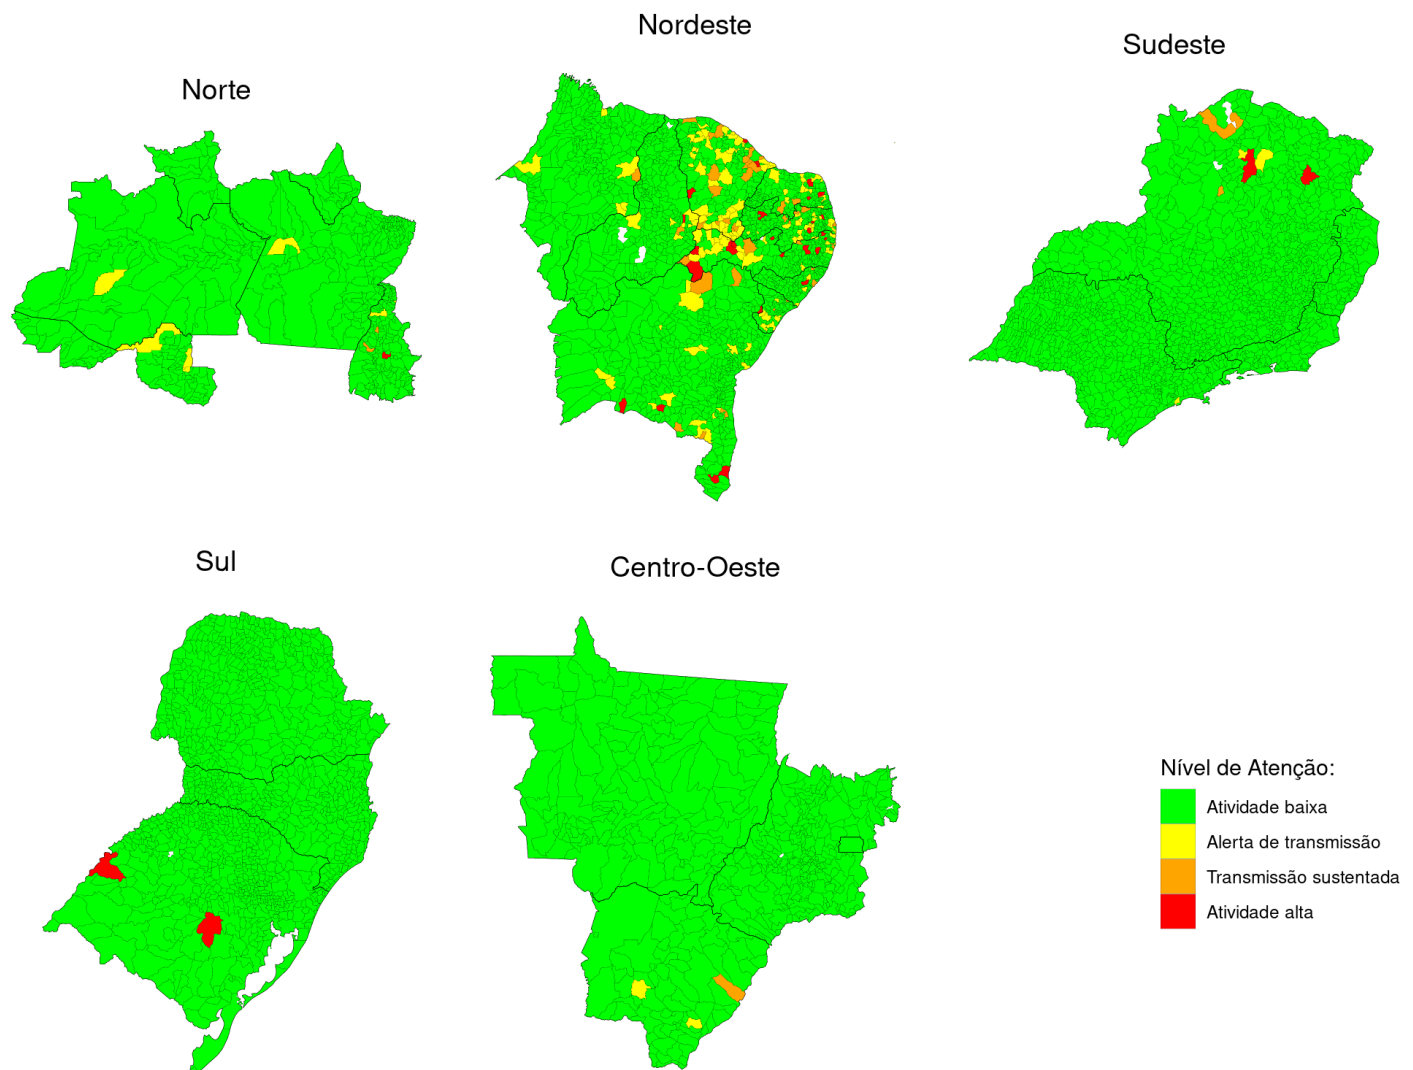 Nordeste
Sudeste
Norte
Sul
Centro-Oeste
Nível de Atenção:
Atividade baixa
Alerta de transmissão
Transmissão sustentada
Atividade alta